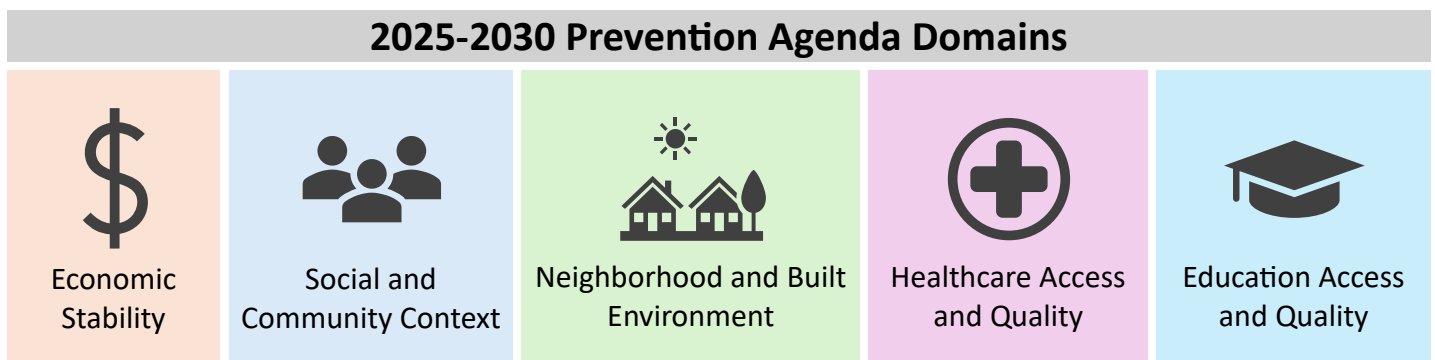 2025-2030 Prevention Agenda Domains
Economic
Stability
Social and
Community Context
Neighborhood and Built
Environment
Healthcare Access
and Quality
Education Access
and Quality